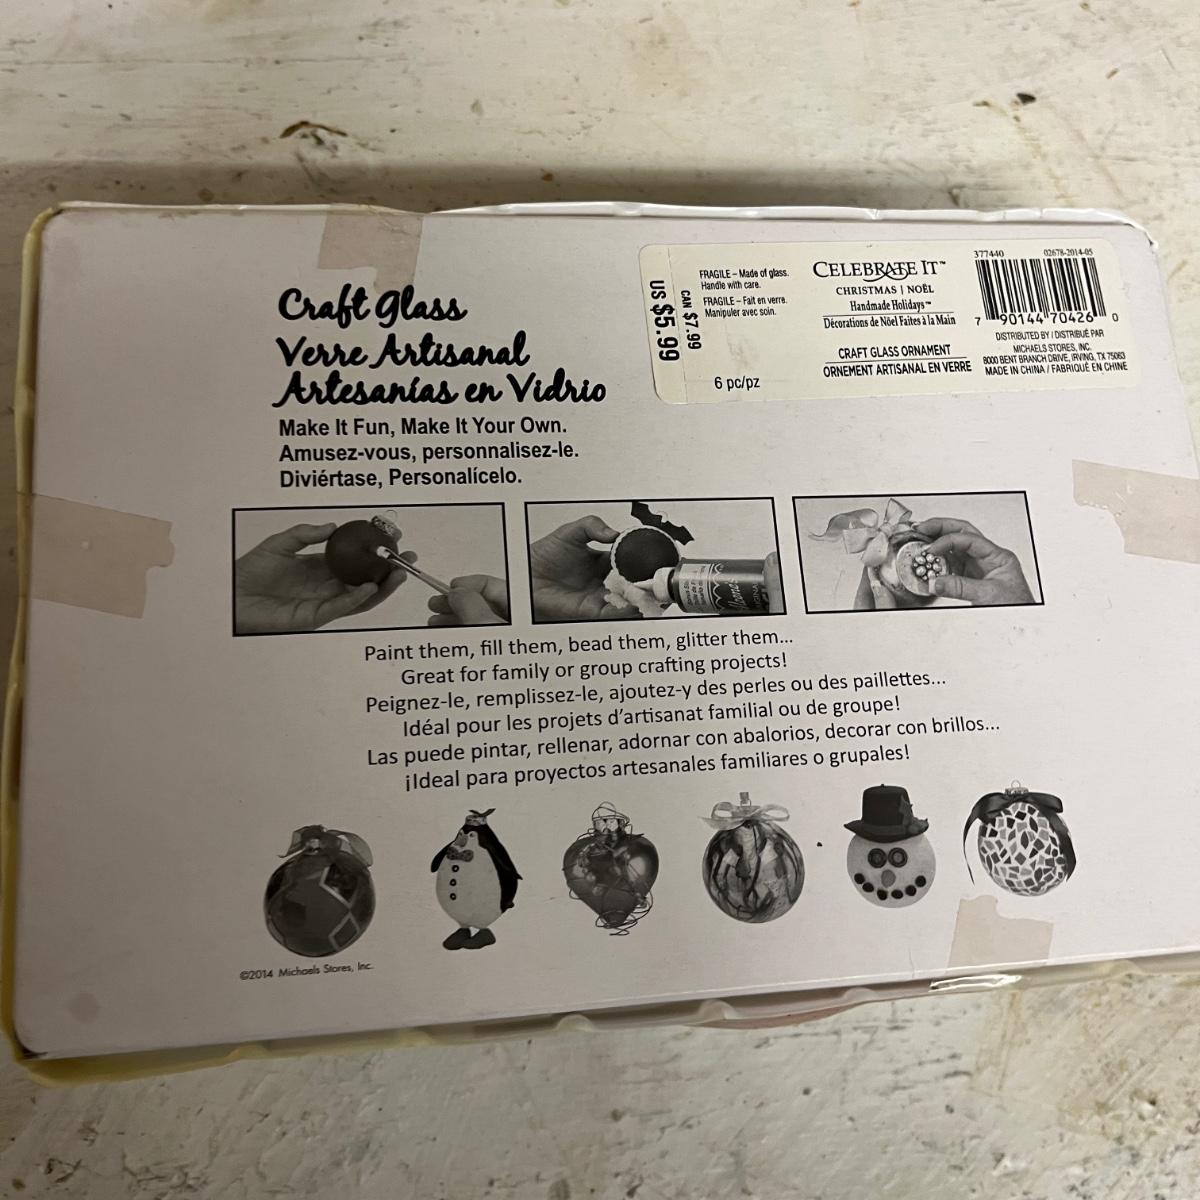 Craft Glass
Verre Artisanal
Artesanías en Vidrio
Make It Fun, Make It Your Own.
Amusez-vous, personnalisez-le.
Diviértase, Personalícelo.
US $5.99
CAN $7.99
FRAGILE – Made of glass.
Handle with care.
FRAGILE – Fait en verre.
Manipuler avec soin.
6 pc/pz
CELEBRATE IT™
CHRISTMAS | NOËL
Handmade Holidays™
Décorations de Nöel Faites à la Main
CRAFT GLASS ORNAMENT
ORNEMENT ARTISANAL EN VERRE
377440 02678-2014-05
7 90144 70426 0
DISTRIBUTED BY / DISTRIBUÉ PAR
MICHAELS STORES, INC.
8000 BENT BRANCH DRIVE, IRVING, TX 75063
MADE IN CHINA / FABRIQUÉ EN CHINE
Paint them, fill them, bead them, glitter them...
Great for family or group crafting projects!
Peignez-le, remplissez-le, ajoutez-y des perles ou des paillettes...
Idéal pour les projets d'artisanat familial ou de groupe!
Las puede pintar, rellenar, adornar con abalorios, decorar con brillos...
¡Ideal para proyectos artesanales familiares o grupales!
©2014 Michaels Stores, Inc.